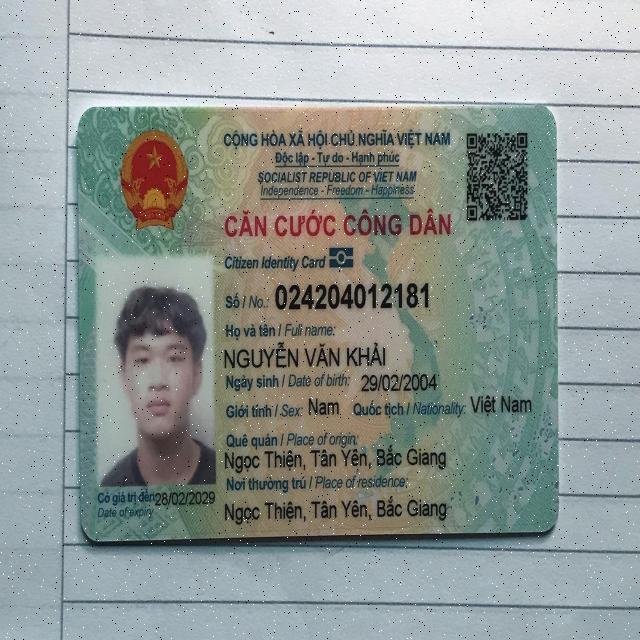 CỘNG HÒA XÃ HỘI CHỦ NGHĨA VIỆT NAM
Độc lập - Tự do - Hạnh phúc
SOCIALIST REPUBLIC OF VIET NAM
Independence - Freedom - Happiness
CĂN CƯỚC CÔNG DÂN
Citizen Identity Card
Số / No.: 024204012181
Họ và tên / Full name:
NGUYỄN VĂN KHẢI
Ngày sinh / Date of birth: 29/02/2004
Giới tính / Sex: Nam Quốc tịch / Nationality: Việt Nam
Quê quán / Place of origin:
Ngọc Thiện, Tân Yên, Bắc Giang
Nơi thường trú / Place of residence:
Ngọc Thiện, Tân Yên, Bắc Giang
Có giá trị đến 28/02/2029
Date of expiry